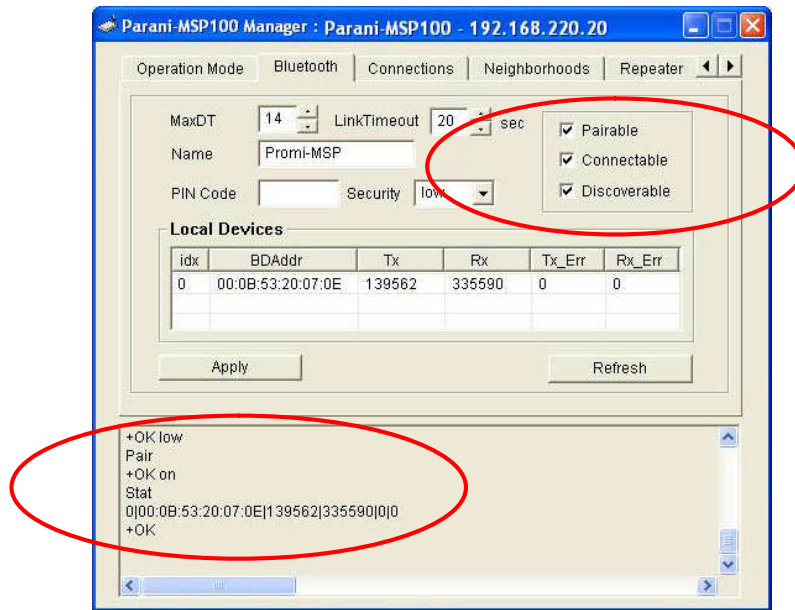 Parani-MSP100 Manager : Parani-MSP100 - 192.168.220.20
Operation Mode Bluetooth Connections Neighborhoods Repeater
MaxDT 14 LinkTimeout 20 sec
Name Promi-MSP
PIN Code Security low
Pairable
Connectable
Discoverable
Local Devices
idx BDAddr Tx Rx Tx_Err Rx_Err
0 00:0B:53:20:07:0E 139562 335590 0 0
Apply Refresh
+OK low
Pair
+OK on
Stat
0|00:0B:53:20:07:0E|139562|335590|0|0
+OK